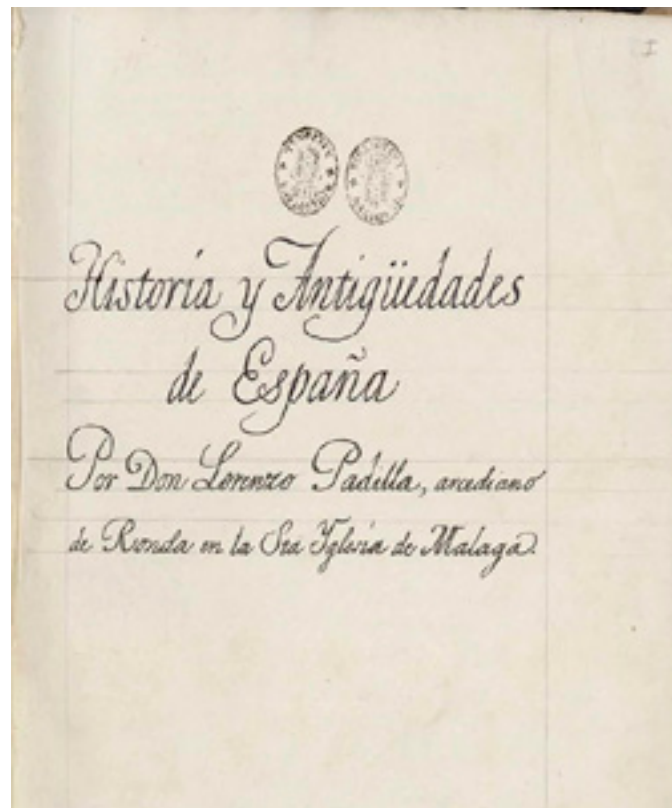 I
Historia y Antigüedades
de España
Por Don Lorenzo Padilla, arcediano
de Ronda en la Sta Yglesia de Malaga.